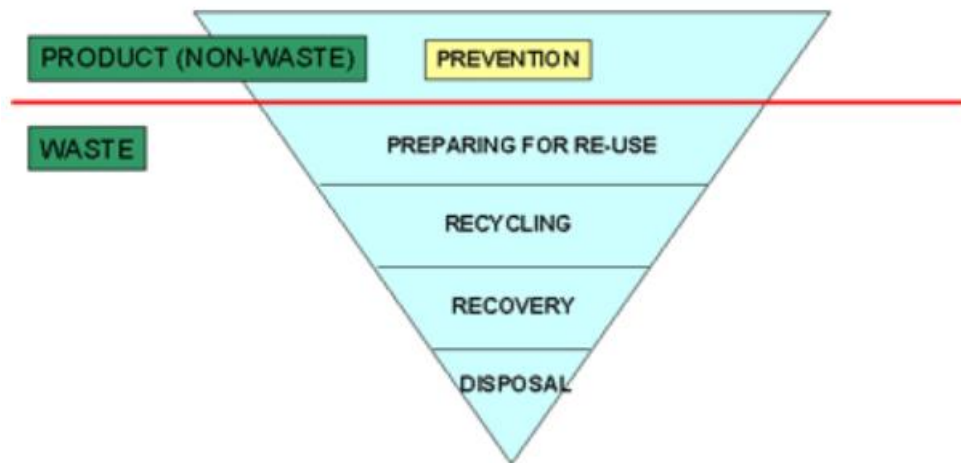 PRODUCT (NON-WASTE)
PREVENTION
WASTE
PREPARING FOR RE-USE
RECYCLING
RECOVERY
DISPOSAL